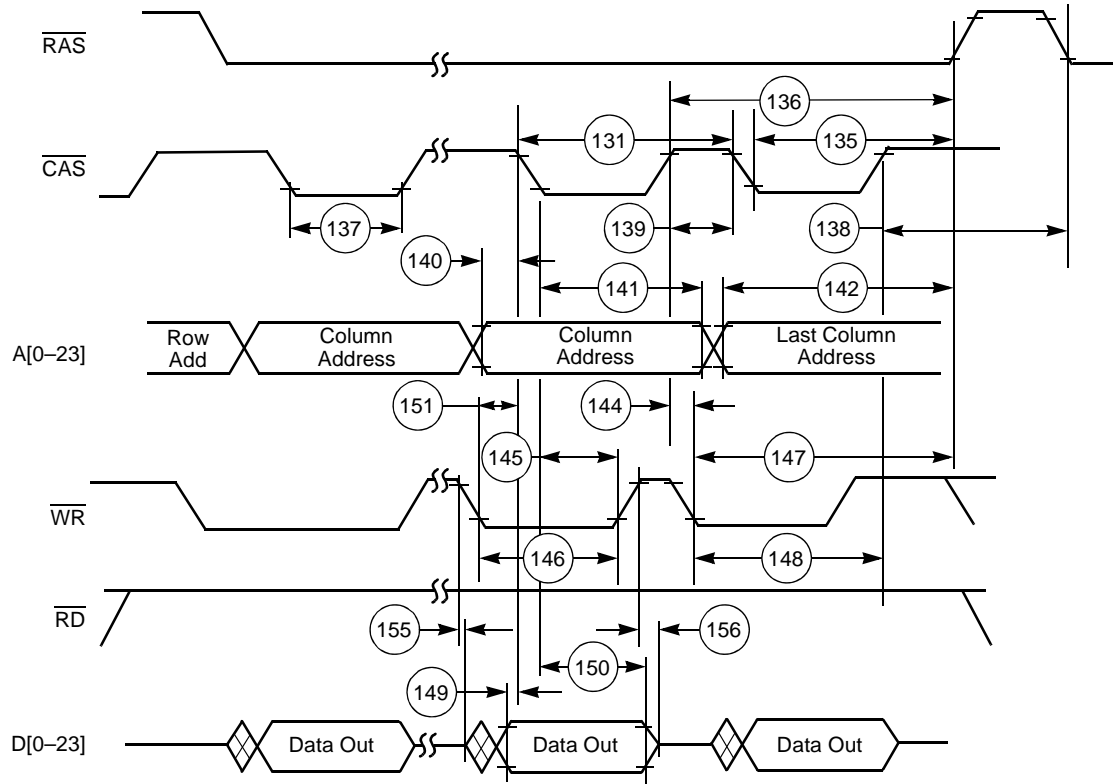 RAS
136
131
135
CAS
137
139
138
140
141
142
Row
Add
Column
Address
Column
Address
Last Column
Address
A[0–23]
151
144
145
147
WR
146
148
RD
155
156
150
149
D[0–23]
Data Out
Data Out
Data Out